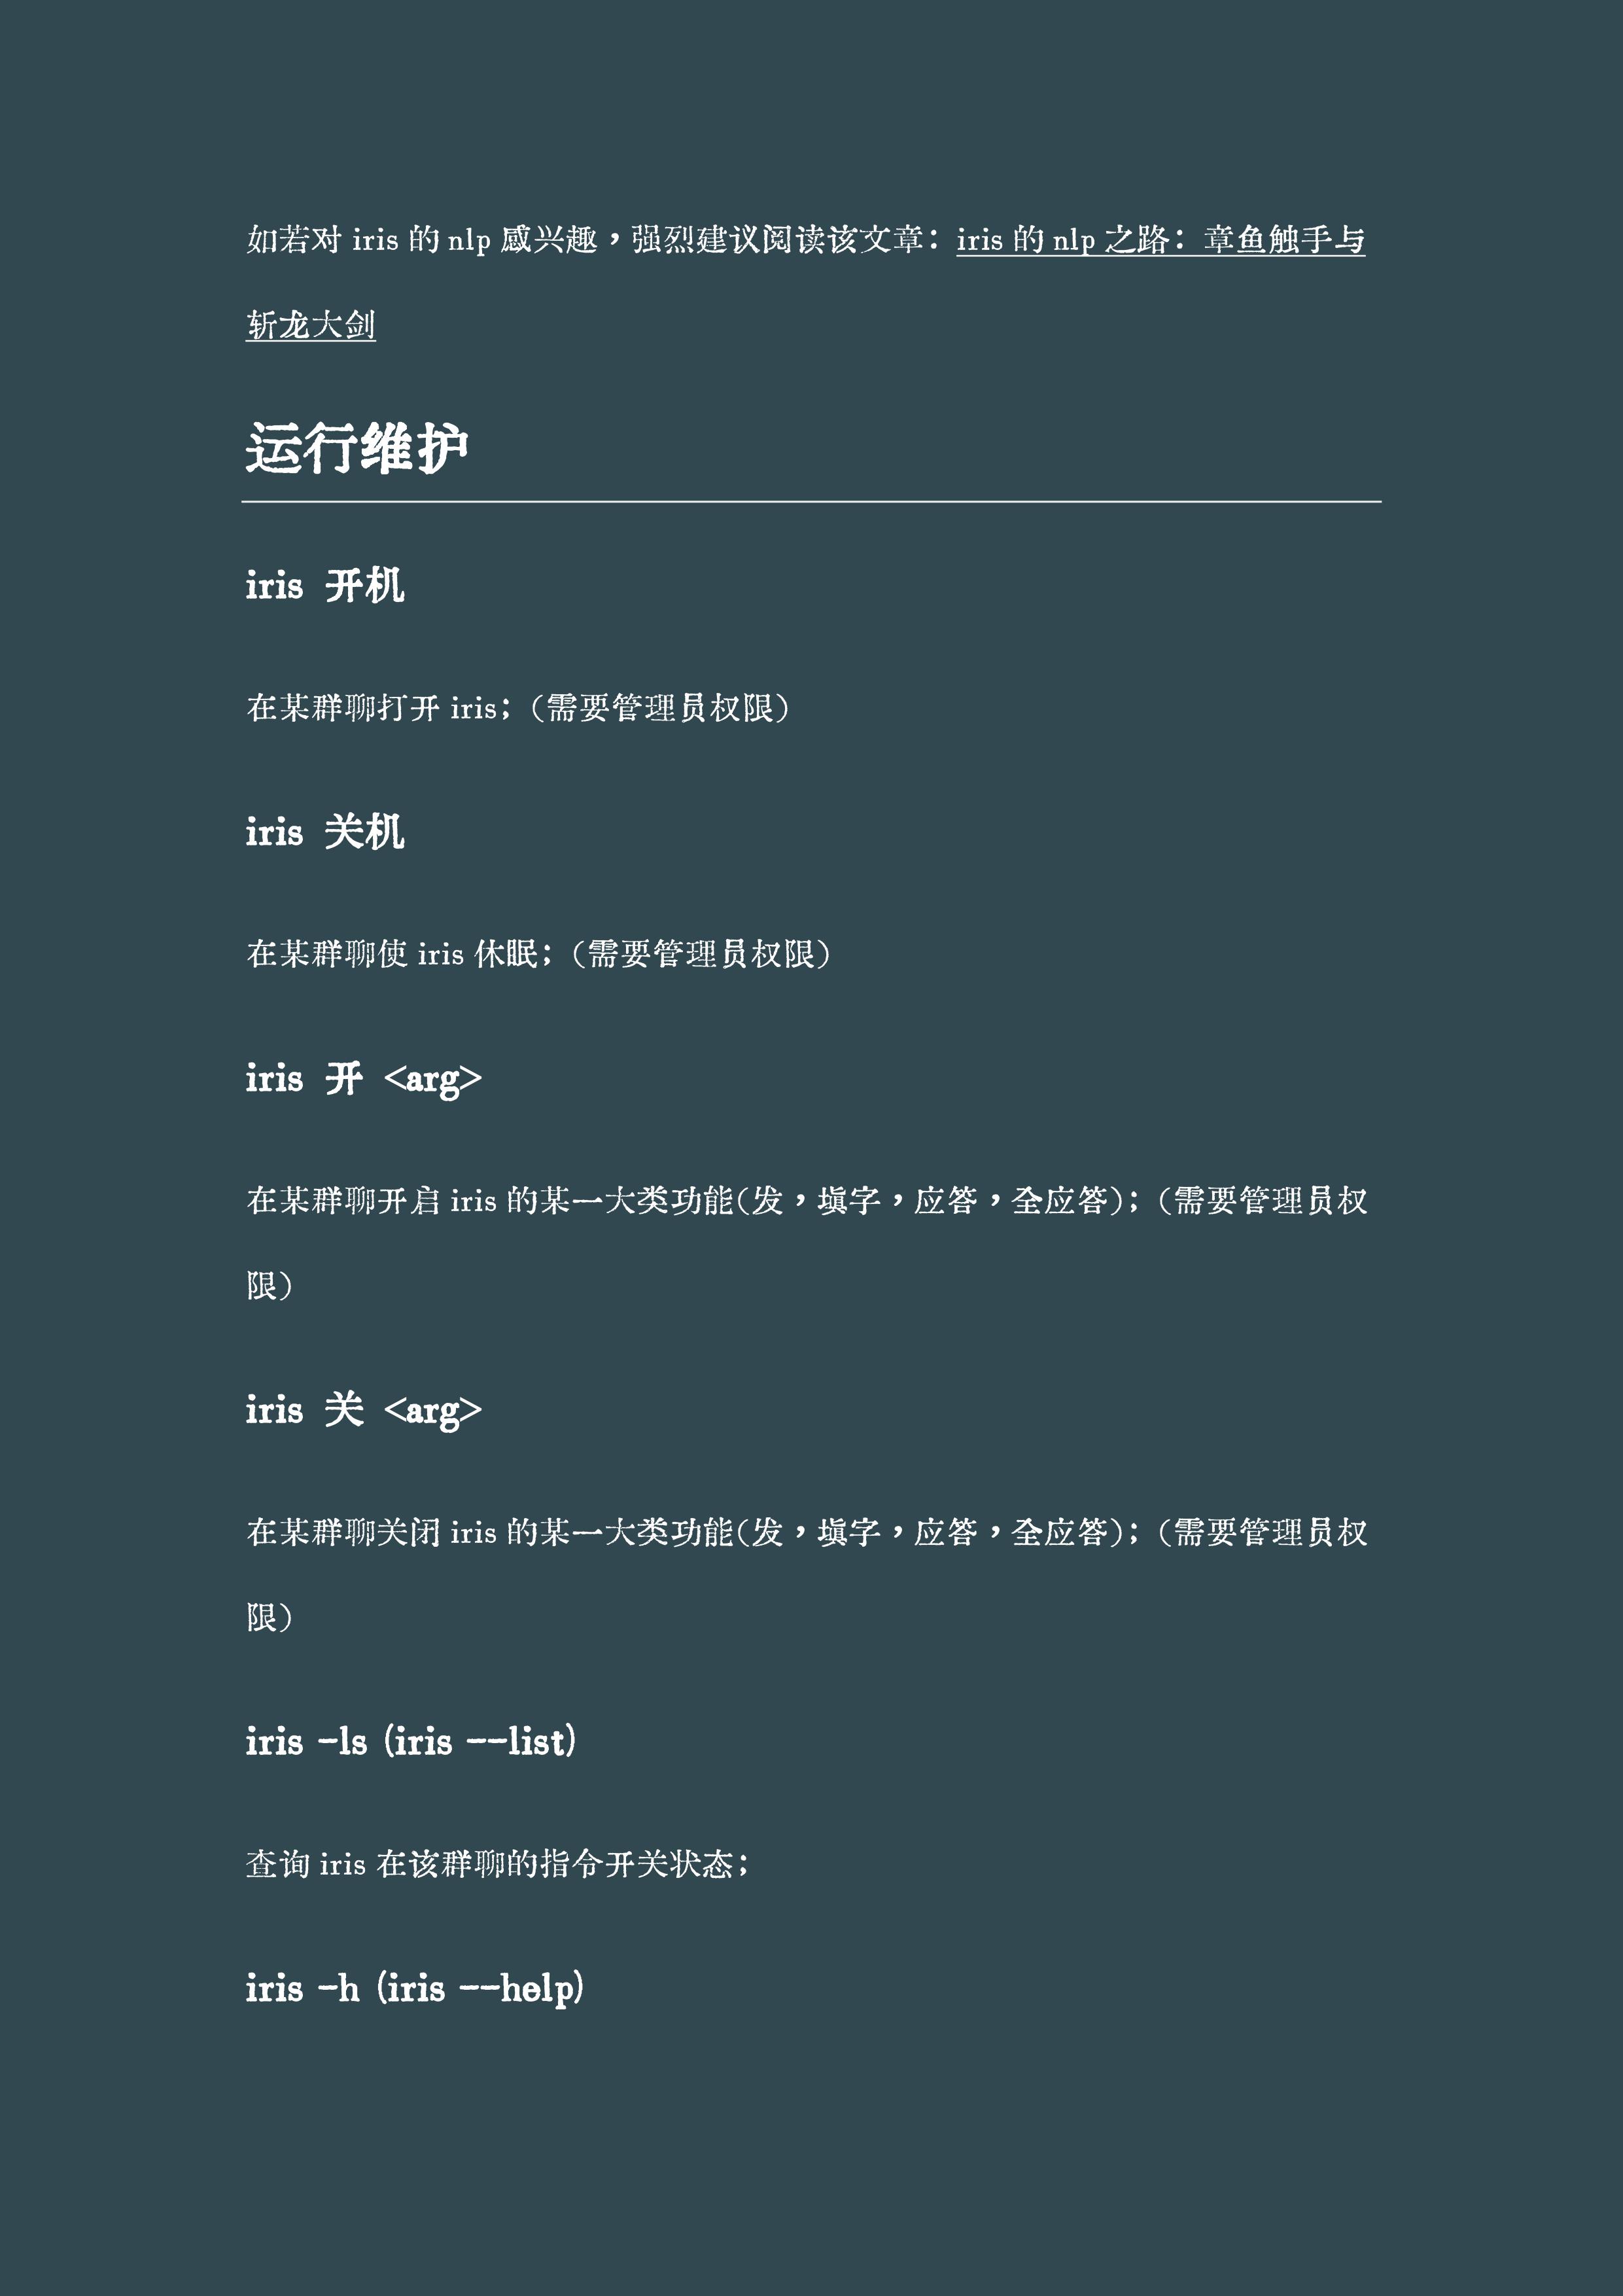 如若对 iris 的 nlp 感兴趣，强烈建议阅读该文章：iris 的 nlp 之路：章鱼触手与
斩龙大剑
运行维护
iris 开机
在某群聊打开 iris；（需要管理员权限）
iris 关机
在某群聊使 iris 休眠；（需要管理员权限）
iris 开 <arg>
在某群聊开启 iris 的某一大类功能(发，填字，应答，全应答)；（需要管理员权
限）
iris 关 <arg>
在某群聊关闭 iris 的某一大类功能(发，填字，应答，全应答)；（需要管理员权
限）
iris -ls (iris --list)
查询 iris 在该群聊的指令开关状态；
iris -h (iris --help)